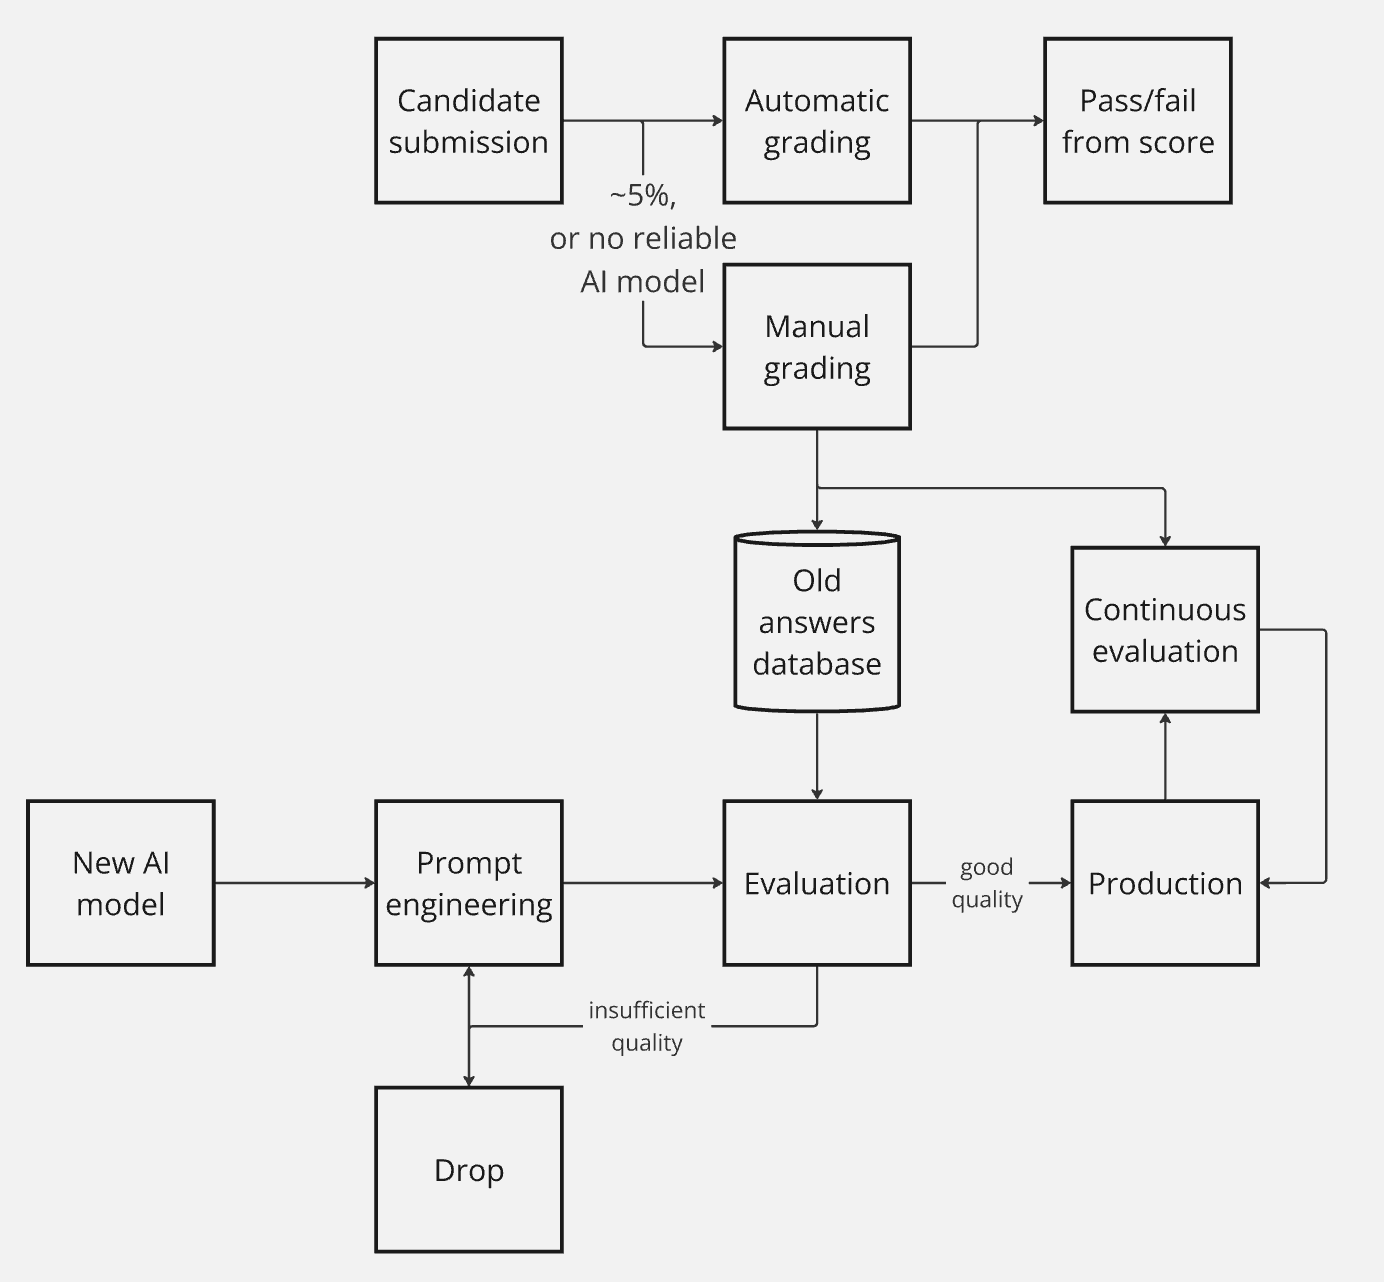 Candidate
submission
Automatic
grading
Pass/fail
from score
~5%,
or no reliable
AI model
Manual
grading
Old
answers
database
Continuous
evaluation
New AI
model
Prompt
engineering
Evaluation
good
quality
Production
insufficient
quality
Drop